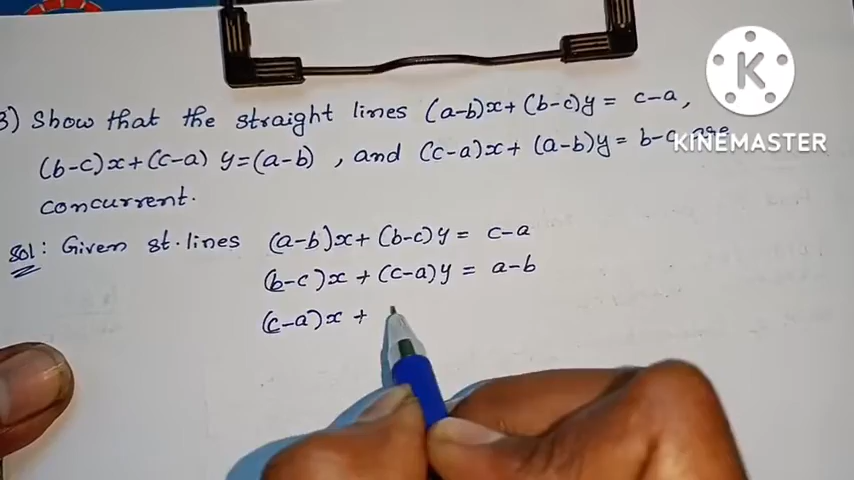 3) Show that the straight lines (a-b)x+(b-c)y = c-a,
(b-c)x+(c-a) y=(a-b) , and (c-a)x+(a-b)y = b-c are
concurrent.
Sol: Given st. lines (a-b)x+(b-c)y = c-a
(b-c)x + (c-a)y = a-b
(c-a)x +
K
KINEMASTER